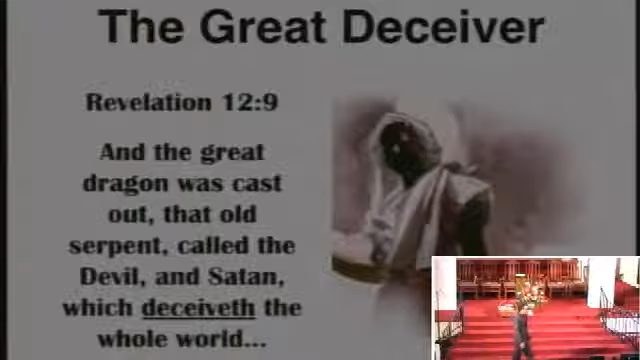 The Great Deceiver
Revelation 12:9
And the great
dragon was cast
out, that old
serpent, called the
Devil, and Satan,
which deceiveth the
whole world...